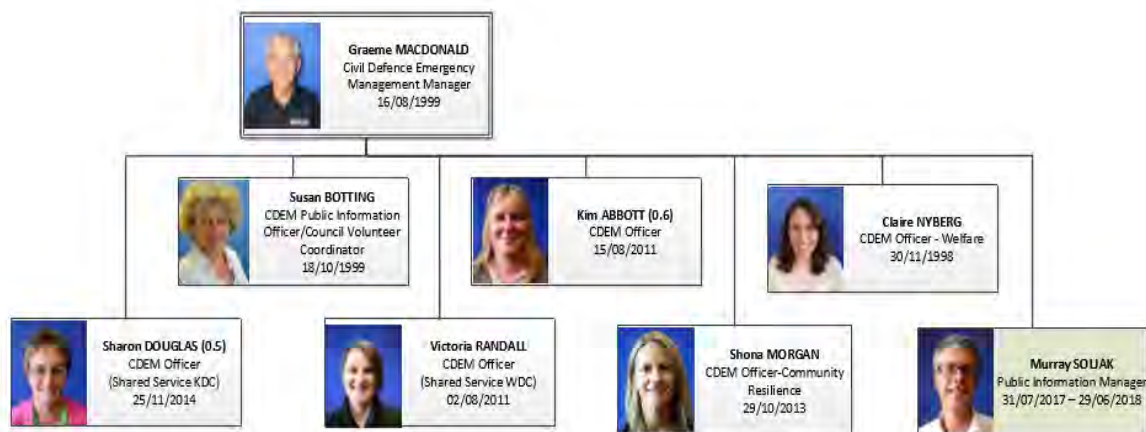 Graeme MACDONALD
Civil Defence Emergency
Management Manager
16/08/1999
Susan BOTTING
CDEM Public Information
Officer/Council Volunteer
Coordinator
18/10/1999
Kim ABBOTT (0.6)
CDEM Officer
15/08/2011
Claire NYBERG
CDEM Officer - Welfare
30/11/1998
Sharon DOUGLAS (0.5)
CDEM Officer
(Shared Service KDC)
25/11/2014
Victoria RANDALL
CDEM Officer
(Shared Service WDC)
02/08/2011
Shona MORGAN
CDEM Officer-Community
Resilience
29/10/2013
Murray SOLJAK
Public Information Manager
31/07/2017 – 29/06/2018